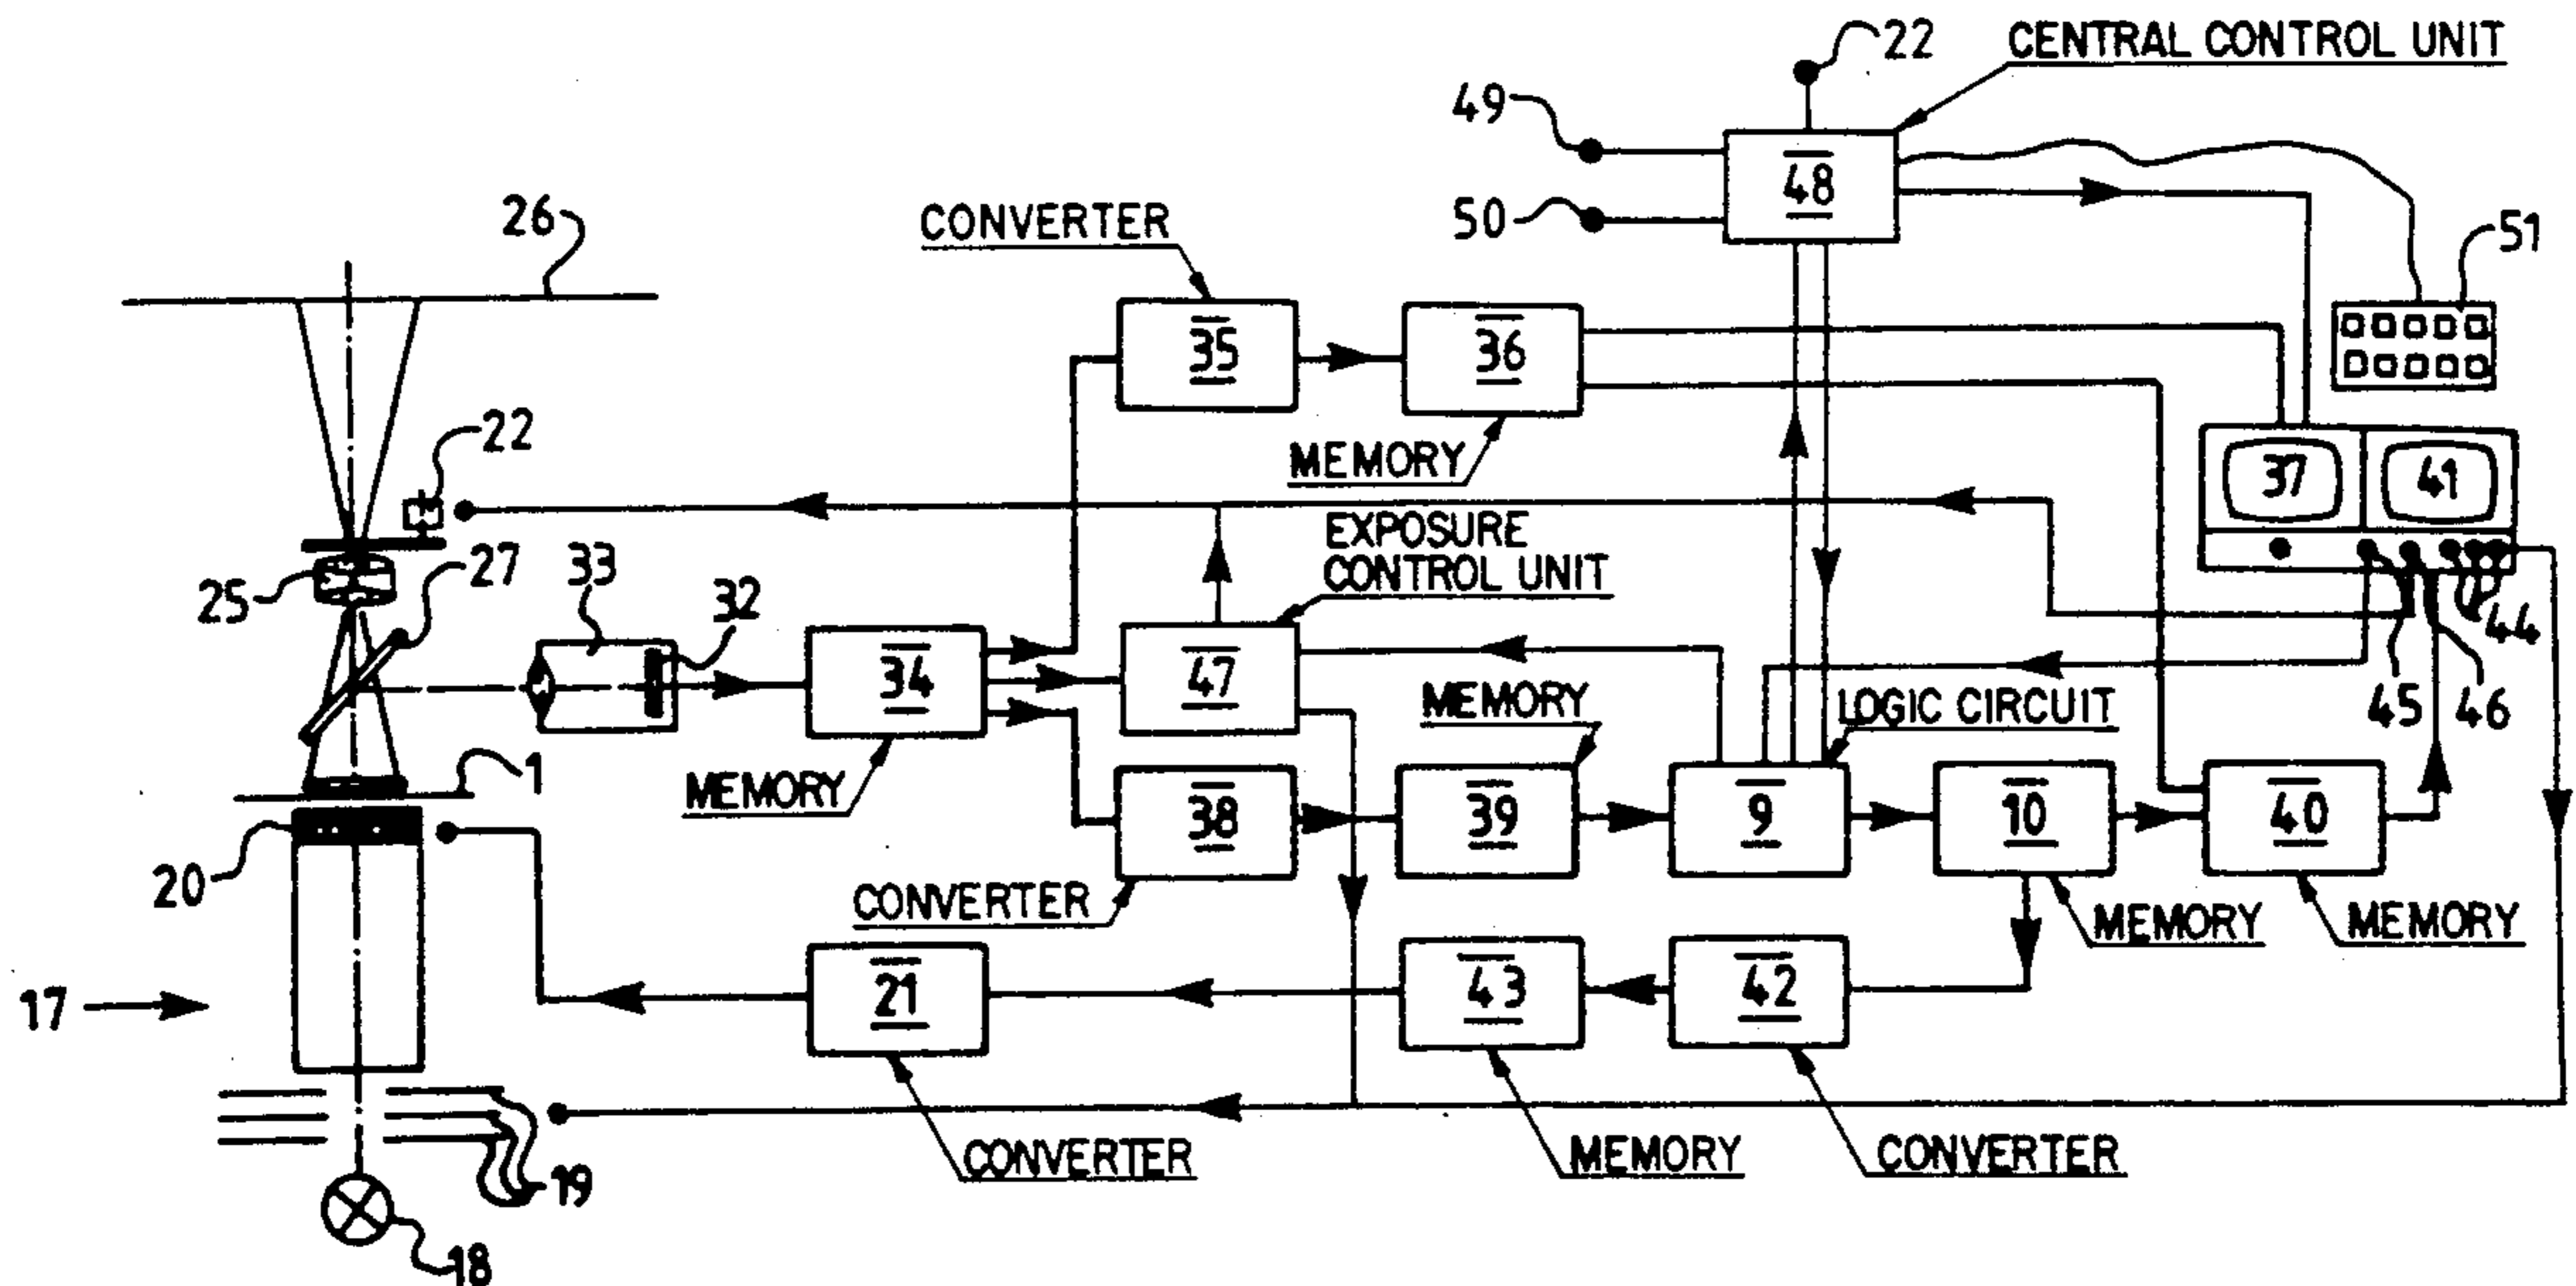 22
CENTRAL CONTROL UNIT
49
48
50
51
26
CONVERTER
35
36
MEMORY
22
37
41
EXPOSURE
CONTROL UNIT
25
27
33
32
44
34
47
MEMORY
45
46
LOGIC CIRCUIT
1
MEMORY
38
39
9
10
40
20
CONVERTER
MEMORY
MEMORY
17
21
43
42
CONVERTER
MEMORY
CONVERTER
19
18